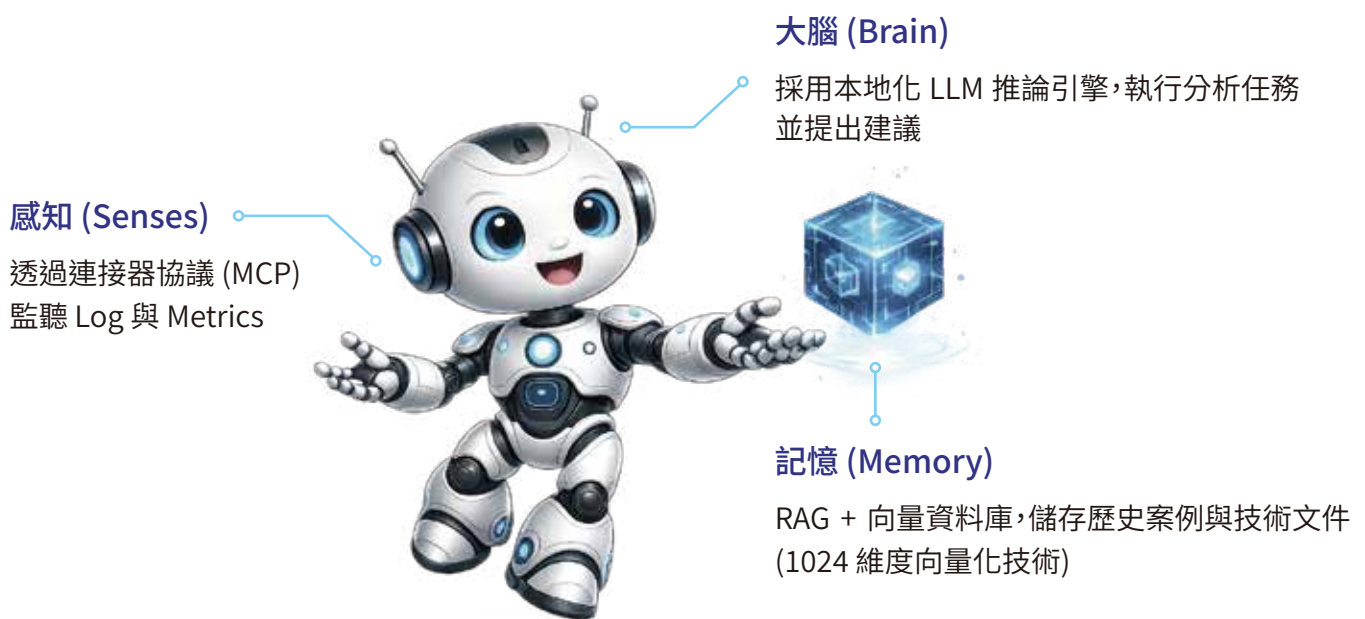 大腦 (Brain)
採用本地化 LLM 推論引擎,執行分析任務
並提出建議
感知 (Senses)
透過連接器協議 (MCP)
監聽 Log 與 Metrics
記憶 (Memory)
RAG + 向量資料庫,儲存歷史案例與技術文件
(1024 維度向量化技術)